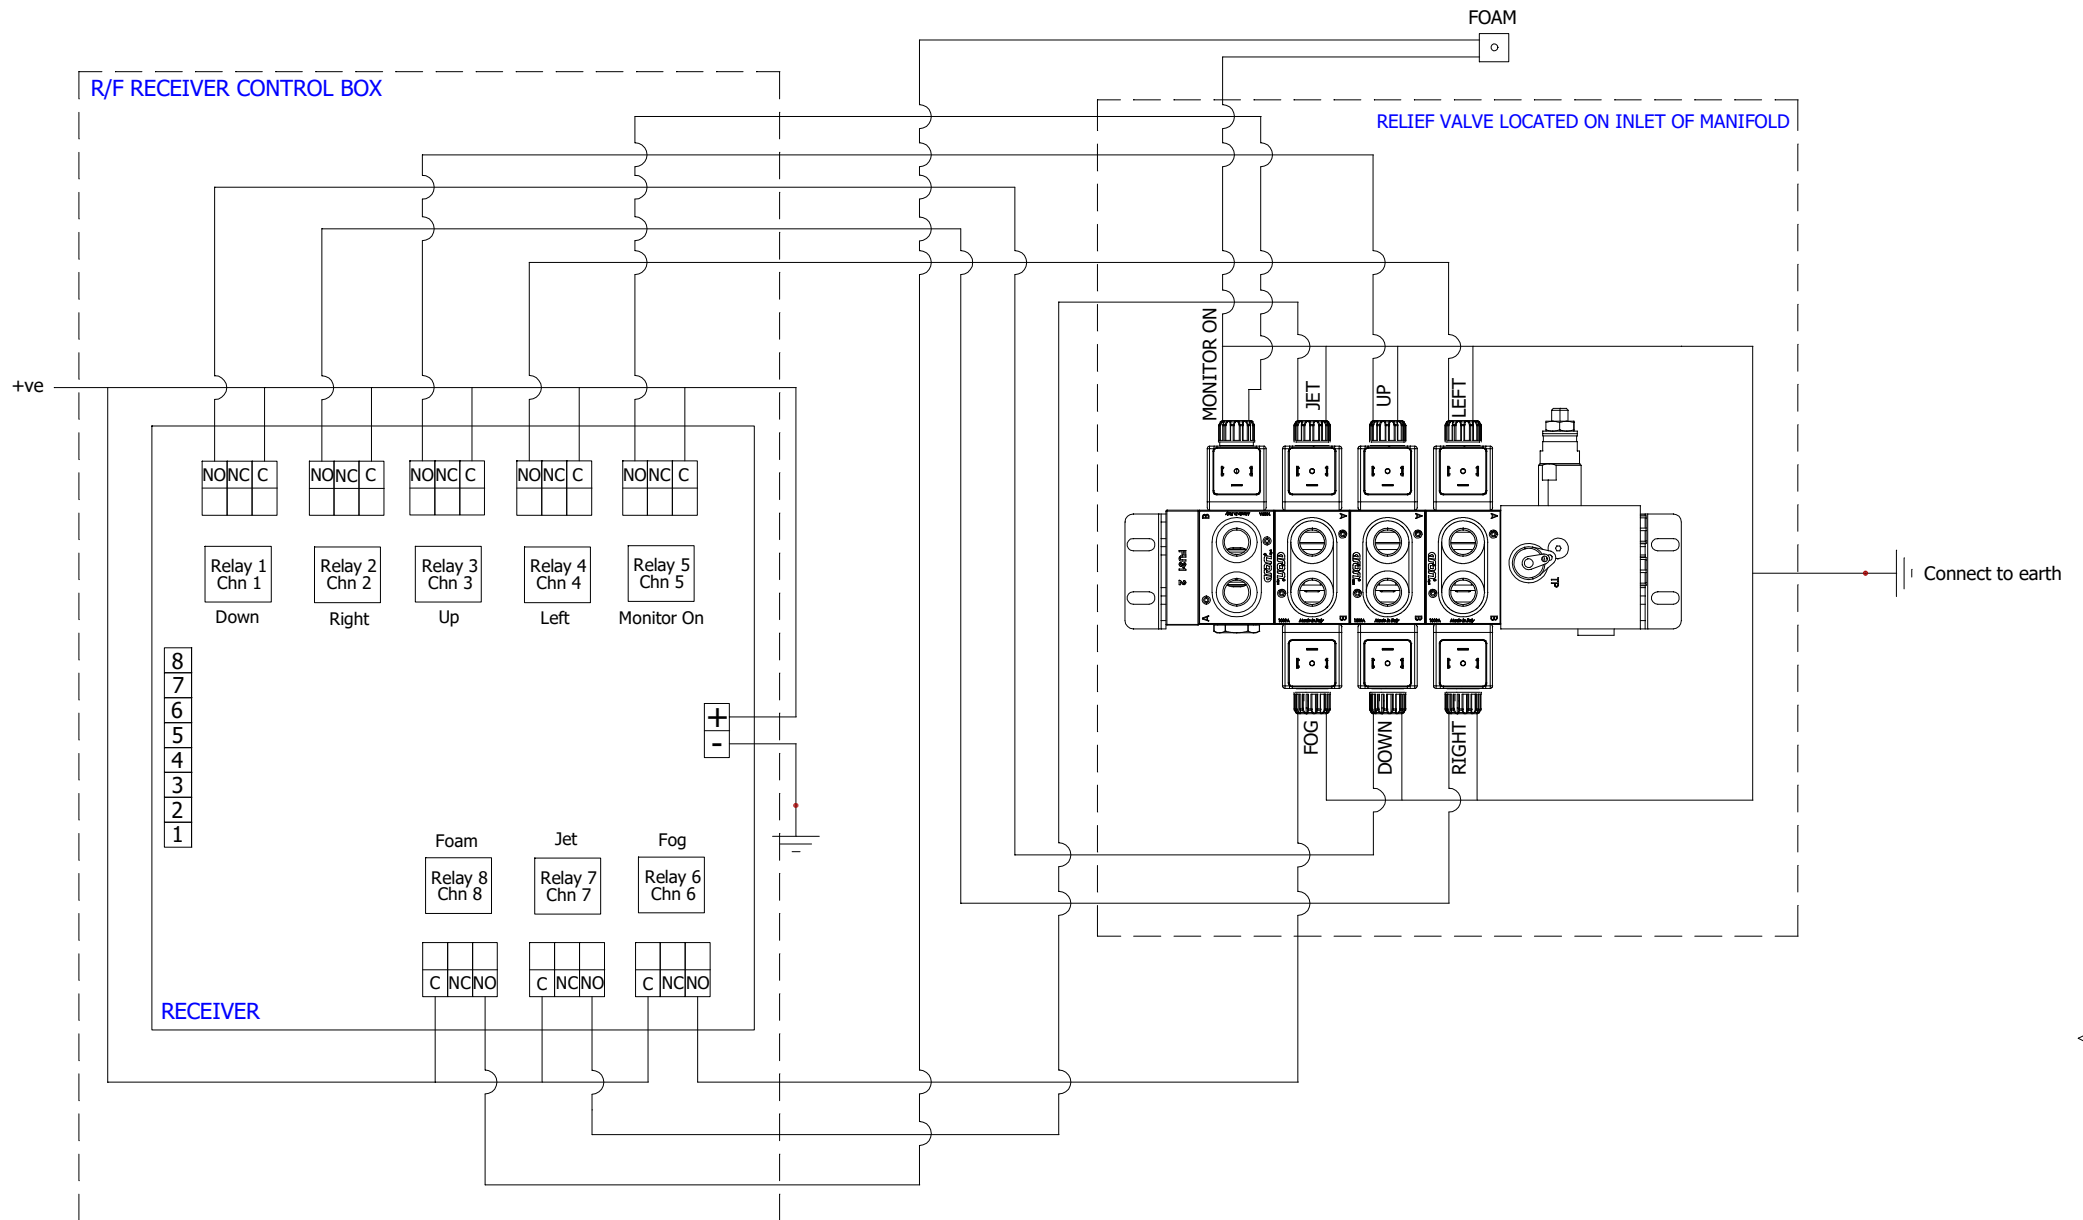 FOAM
R/F RECEIVER CONTROL BOX
RELIEF VALVE LOCATED ON INLET OF MANIFOLD
+ve
MONITOR ON
JET
UP
LEFT
NO NC C
NO NC C
NO NC C
NO NC C
NO NC C
Relay 1
Chn 1
Down
Relay 2
Chn 2
Right
Relay 3
Chn 3
Up
Relay 4
Chn 4
Left
Relay 5
Chn 5
Monitor On
B
A
A
A
A
B
B
B
TP
Connect to earth
8
7
6
5
4
3
2
1
+
-
FOG
DOWN
RIGHT
Foam
Relay 8
Chn 8
Jet
Relay 7
Chn 7
Fog
Relay 6
Chn 6
C NC NO
C NC NO
C NC NO
RECEIVER
<